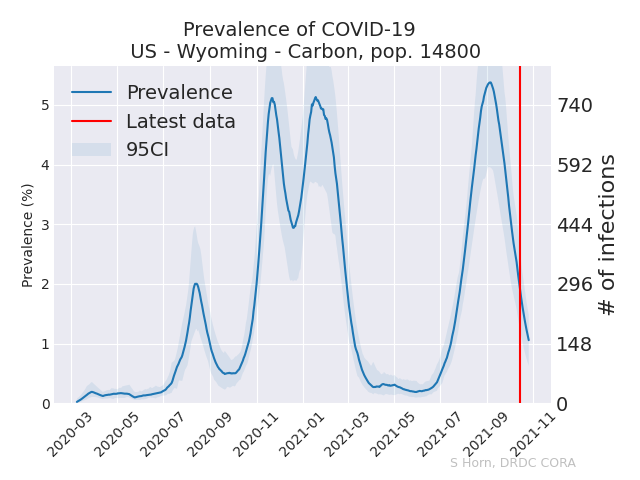 Prevalence of COVID-19
US - Wyoming - Carbon, pop. 14800
Prevalence
Latest data
95CI
Prevalence (%)
5
4
3
2
1
0
740
592
444
296
148
0
# of infections
2020-03
2020-05
2020-07
2020-09
2020-11
2021-01
2021-03
2021-05
2021-07
2021-09
2021-11
S Horn, DRDC CORA